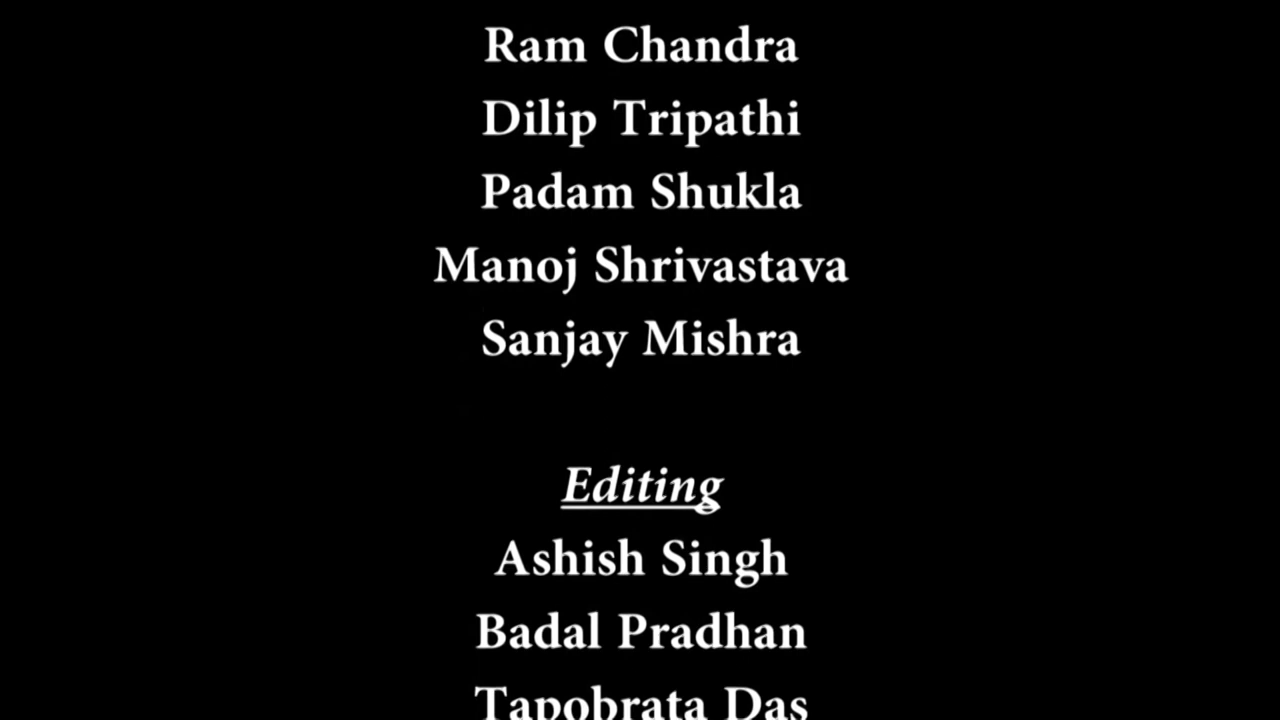 Ram Chandra
Dilip Tripathi
Padam Shukla
Manoj Shrivastava
Sanjay Mishra
Editing
Ashish Singh
Badal Pradhan
Tapobrata Das